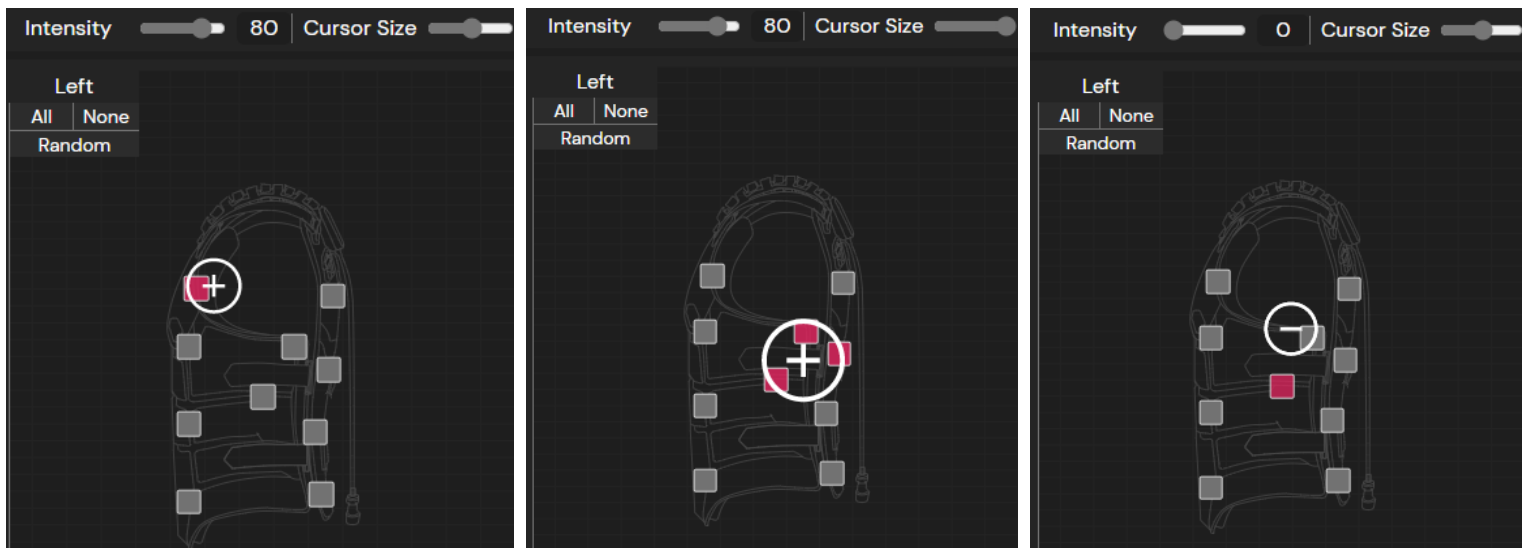 Intensity 80 Cursor Size
Left
All None
Random
Intensity 80 Cursor Size
Left
All None
Random
Intensity 0 Cursor Size
Left
All None
Random